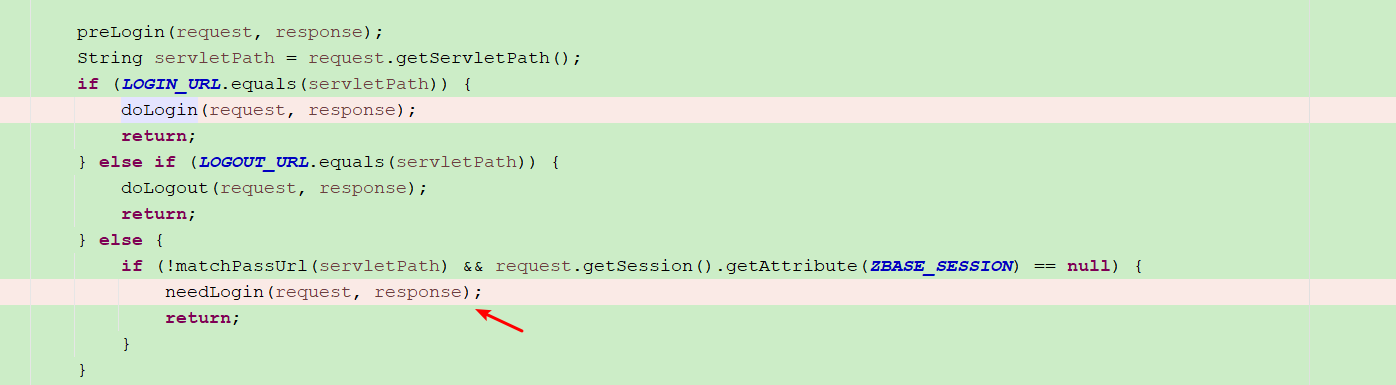 preLogin(request, response);
String servletPath = request.getServletPath();
if (LOGIN_URL.equals(servletPath)) {
doLogin(request, response);
return;
} else if (LOGOUT_URL.equals(servletPath)) {
doLogout(request, response);
return;
} else {
if (!matchPassUrl(servletPath) && request.getSession().getAttribute(ZBASE_SESSION) == null) {
needLogin(request, response);
return;
}
}